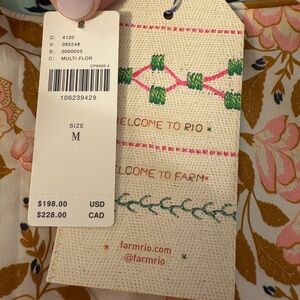 C: 4120
V: 095248
S: 0000053
C: MULTI FLOR
106239429
SIZE
M
$198.00 USD
$228.00 CAD
ELCOME TO RIO
ELCOME TO FARM
farmrio.com
@farmrio